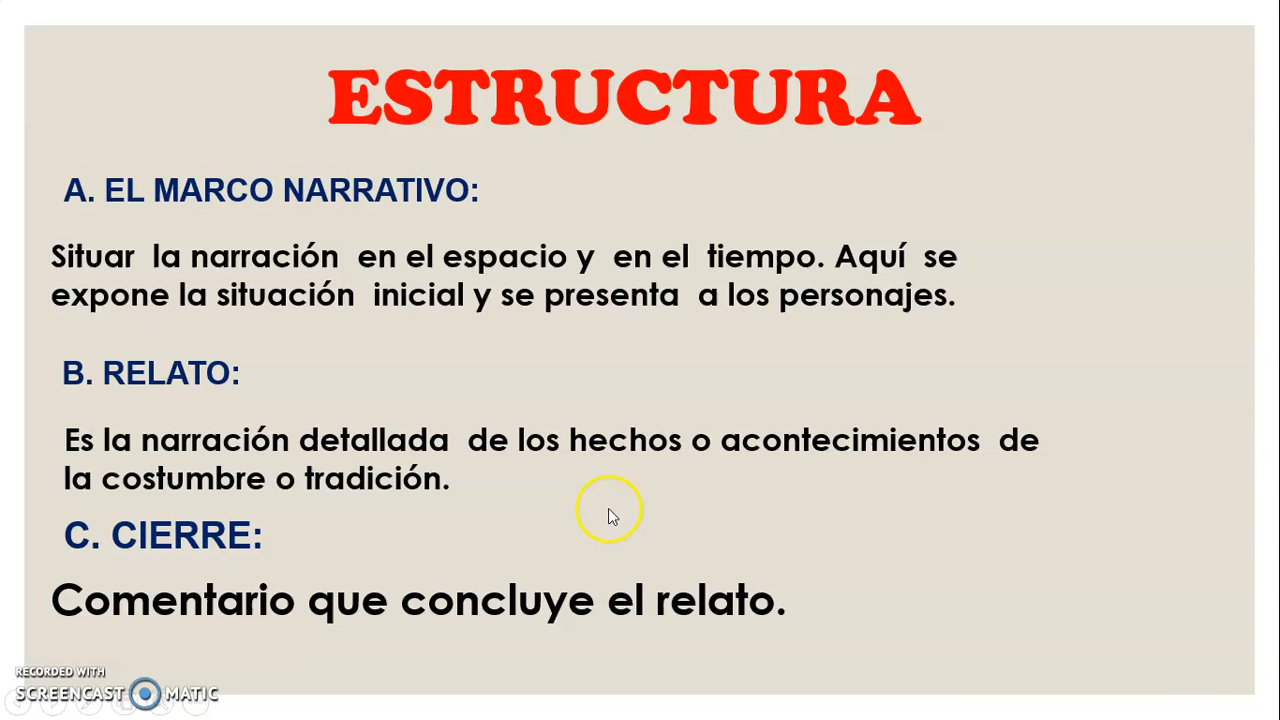 ESTRUCTURA
A. EL MARCO NARRATIVO:
Situar la narración en el espacio y en el tiempo. Aquí se
expone la situación inicial y se presenta a los personajes.
B. RELATO:
Es la narración detallada de los hechos o acontecimientos de
la costumbre o tradición.
C. CIERRE:
Comentario que concluye el relato.
RECORDED WITH
SCREENCAST MATIC